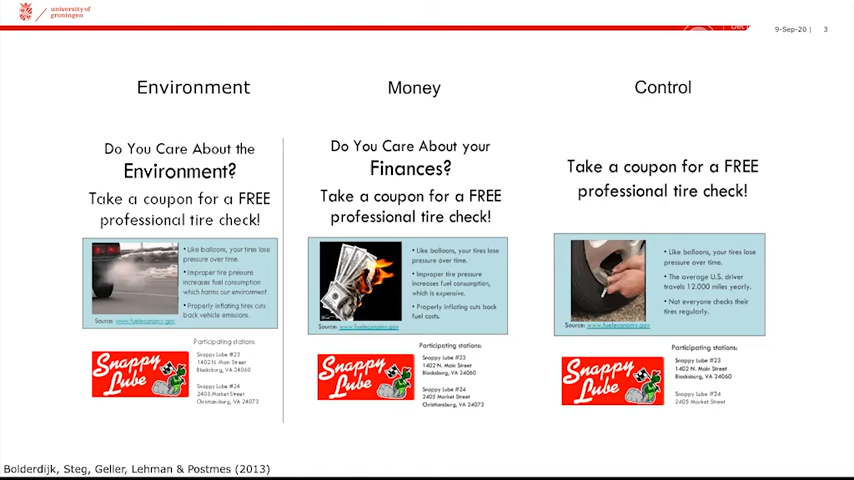 university of
groningen
9-Sep-20 | 3
Environment
Do You Care About the
Environment?
Take a coupon for a FREE
professional tire check!
• Like balloons, your tires lose
pressure over time.
• Improper tire pressure
increases fuel consumption
which harms our environment.
• Properly inflating tires cuts
back vehicle emissions.
Source: www.fueleconomy.gov
Participating stations:
Snappy Lube
Snappy Lube #23
1402 N. Main Street
Blacksburg, VA 24060
Snappy Lube #24
2405 Market Street
Christiansburg, VA 24073
Money
Do You Care About your
Finances?
Take a coupon for a FREE
professional tire check!
• Like balloons, your tires lose
pressure over time.
• Improper tire pressure
increases fuel consumption,
which is expensive.
• Properly inflating cuts back
fuel costs.
Source: www.fueleconomy.gov
Participating stations:
Snappy Lube
Snappy Lube #23
1402 N. Main Street
Blacksburg, VA 24060
Snappy Lube #24
2405 Market Street
Christiansburg, VA 24073
Control
Take a coupon for a FREE
professional tire check!
• Like balloons, your tires lose
pressure over time.
• The average U.S. driver
travels 12,000 miles yearly.
• Not everyone checks their
tires regularly.
Source: www.fueleconomy.gov
Participating stations:
Snappy Lube
Snappy Lube #23
1402 N. Main Street
Blacksburg, VA 24060
Snappy Lube #24
2405 Market Street
Bolderdijk, Steg, Geller, Lehman & Postmes (2013)